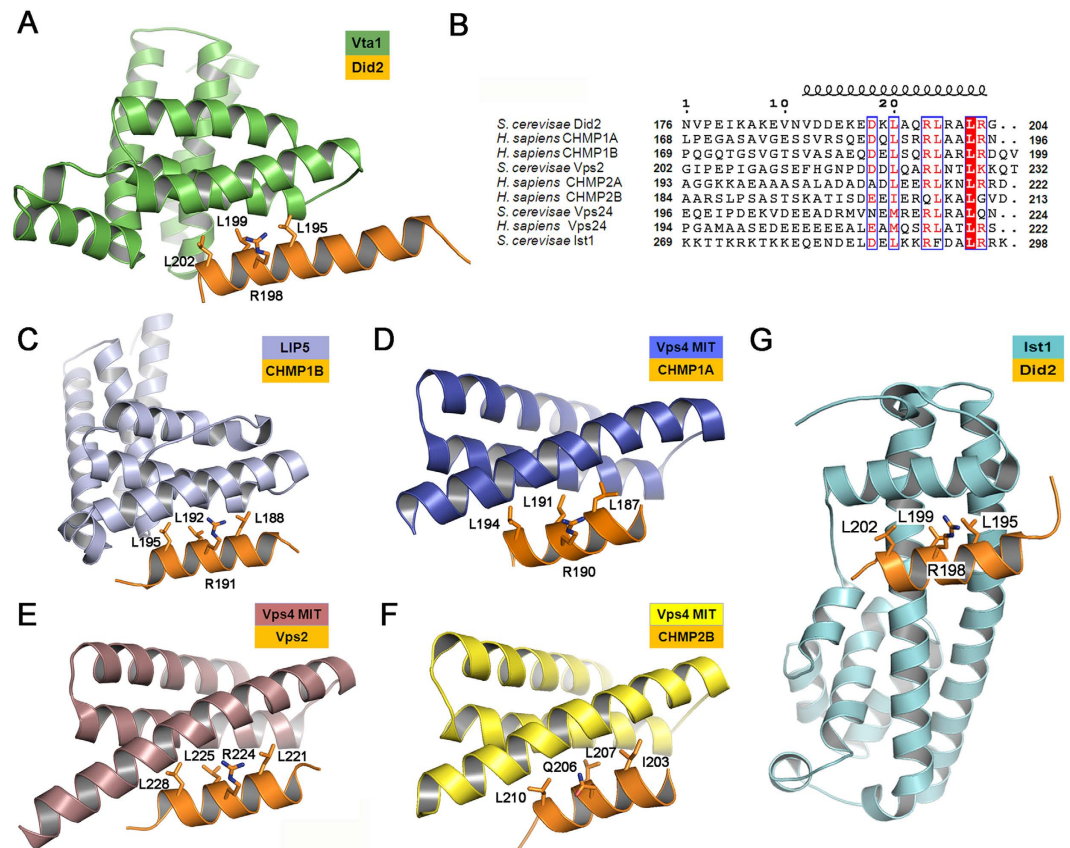 A
Vta1
Did2
L199
L195
L202
R198
B
1 10 20
S. cerevisae Did2 176 NVPEIKAKEVNVDDEKEDKLAQRLRALRG.. 204
H. sapiens CHMP1A 168 LPEGASAVGESSVRSQEDQLSRRLAALRN.. 196
H. sapiens CHMP1B 169 PQGQTGSVGTSVASAEQDELSQRLARLRDQV 199
S. cerevisae Vps2 202 GIPEPIGAGSEFHGNPDDDLQARLNTLKKQT 232
H. sapiens CHMP2A 193 AGGKKAEAAASALADADADLEERLKNLRRD. 222
H. sapiens CHMP2B 184 AARSLPSASTSKATISDEEIERQLKALGVD. 213
S. cerevisae Vps24 196 EQEIPDEKVDEEADRMVNEMRERLRALQN.. 224
H. sapiens Vps24 194 PGAMAASEDEEEEEEALEAMQSRLATLRS.. 222
S. cerevisae Ist1 269 KKTTKRKTKKEQENDELDELKKRFDALRRK. 298
C
LIP5
CHMP1B
L192
L188
L195
R191
D
Vps4 MIT
CHMP1A
L191
L187
L194
R190
G
Ist1
Did2
L202
L199
L195
R198
E
Vps4 MIT
Vps2
L225
R224
L221
L228
F
Vps4 MIT
CHMP2B
L207
Q206
I203
L210